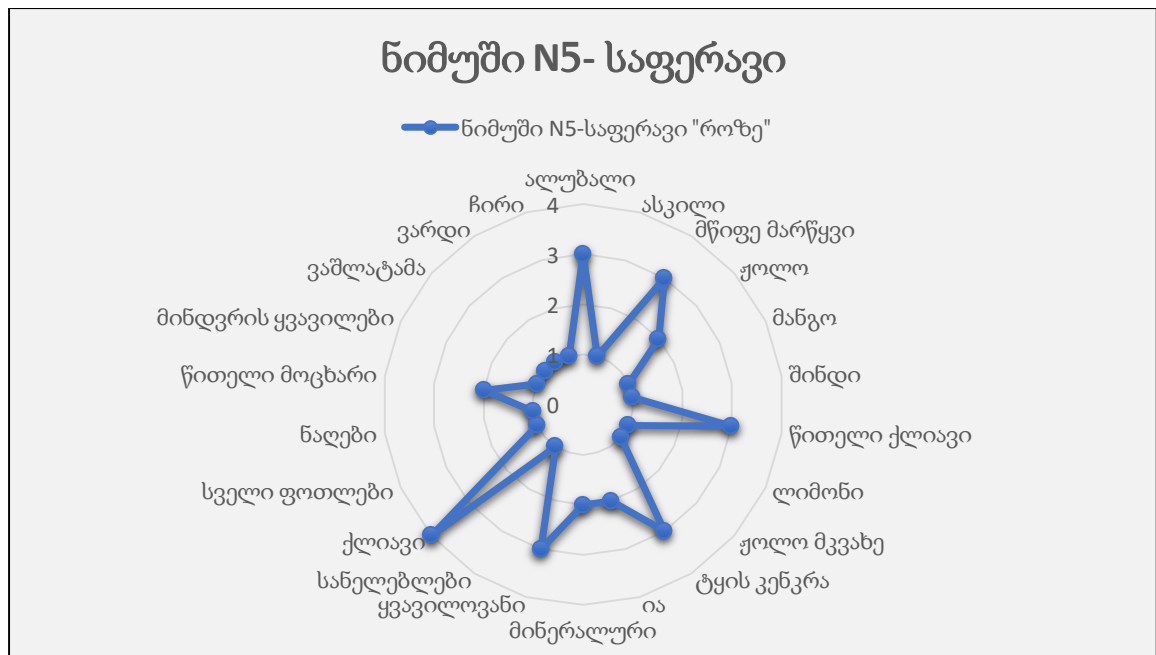 ნიმუში N5- საფერავი
ნიმუში N5-საფერავი "როზე"
ალუბალი
ასკილი
მწიფე მარწყვი
ჟოლო
მანგო
შინდი
წითელი ქლიავი
ლიმონი
ჟოლო მკვახე
ტყის კენკრა
ია
მინერალური
ყვავილოვანი
სანელებლები
ქლიავი
სველი ფოთლები
ნაღები
წითელი მოცხარი
მინდვრის ყვავილები
ვაშლატამა
ვარდი
ჩირი
4
3
2
1
0